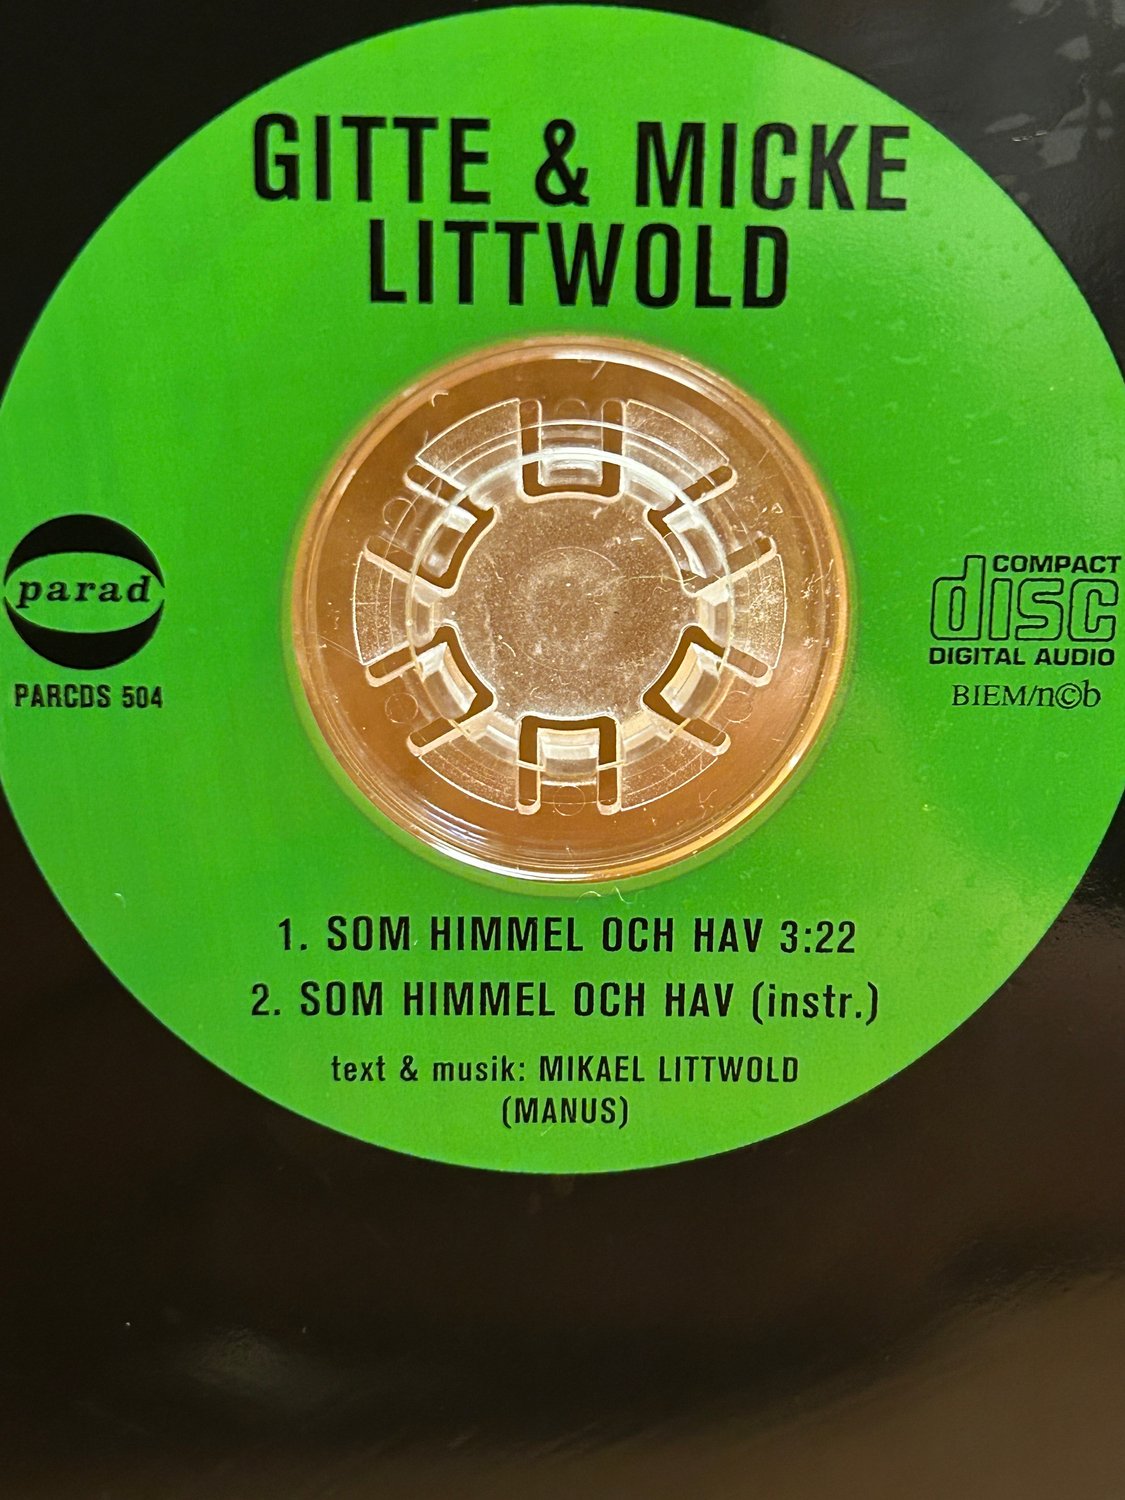 GITTE & MICKE
LITTWOLD
parad
PARCDS 504
COMPACT
disc
DIGITAL AUDIO
BIEM/n©b
1. SOM HIMMEL OCH HAV 3:22
2. SOM HIMMEL OCH HAV (instr.)
text & musik: MIKAEL LITTWOLD
(MANUS)